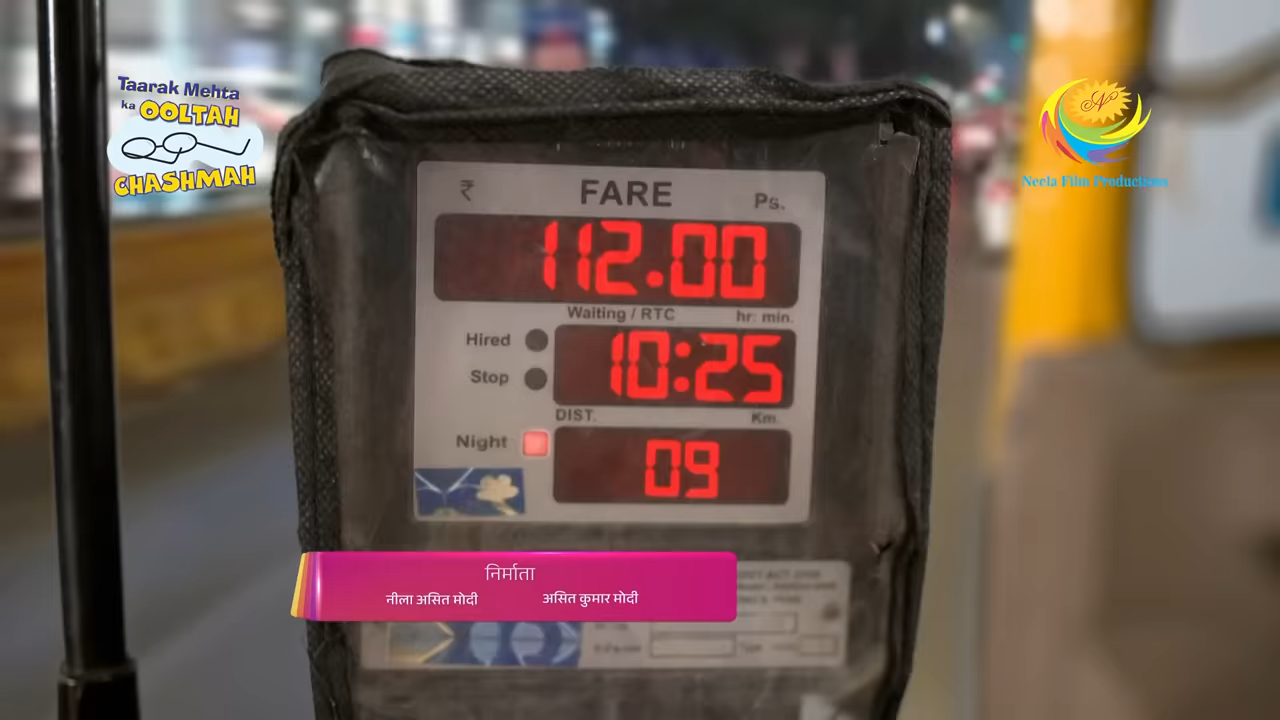 Taarak Mehta
ka OOLTAH
CHASHMAH
Neela Film Productions
₹ FARE Ps.
112.00
Waiting / RTC hr: min.
Hired
10:25
Stop
DIST. Km.
Night
09
निर्माता
नीला असित मोदी असित कुमार मोदी